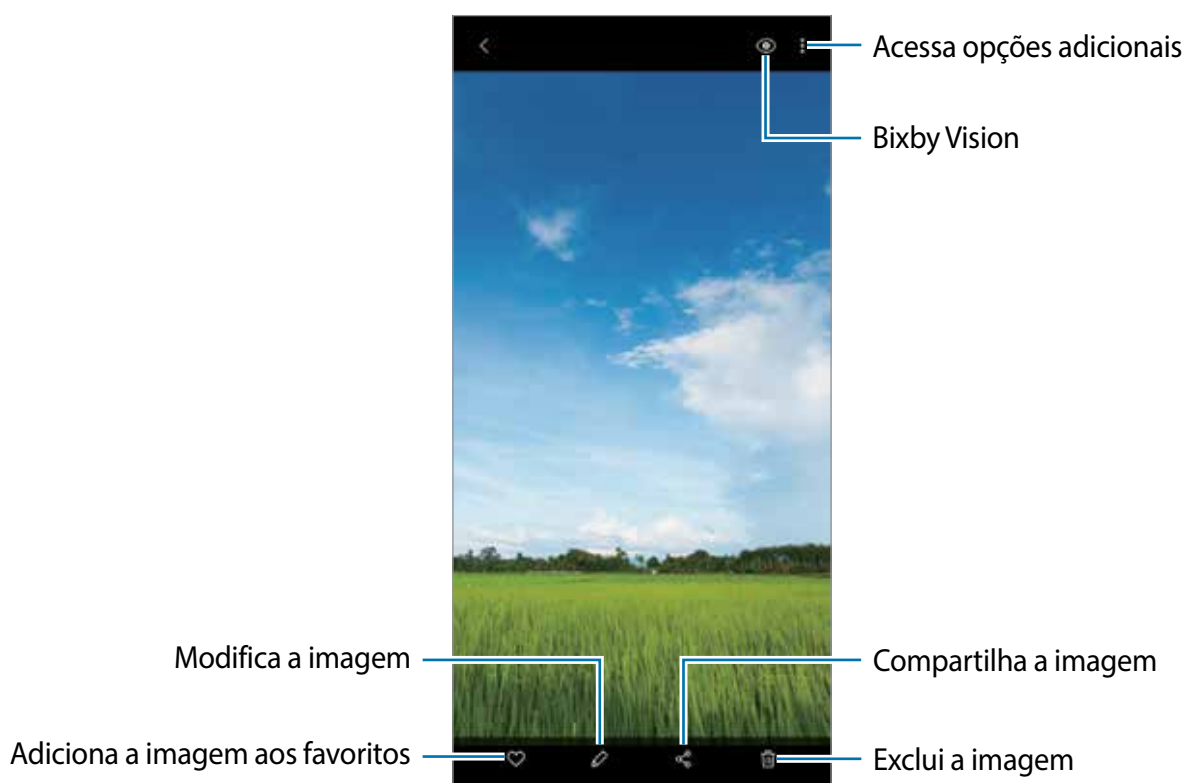 Acessa opções adicionais
Bixby Vision
Modifica a imagem
Compartilha a imagem
Adiciona a imagem aos favoritos
Exclui a imagem